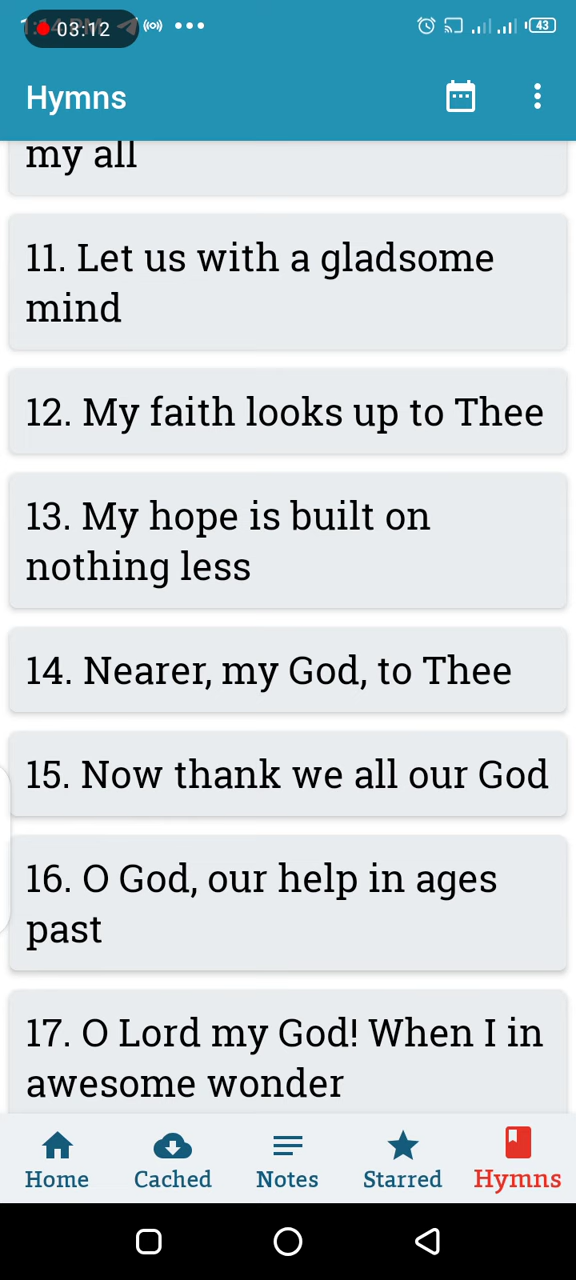 03:12
43
Hymns
my all
11. Let us with a gladsome
mind
12. My faith looks up to Thee
13. My hope is built on
nothing less
14. Nearer, my God, to Thee
15. Now thank we all our God
16. O God, our help in ages
past
17. O Lord my God! When I in
awesome wonder
Home
Cached
Notes
Starred
Hymns